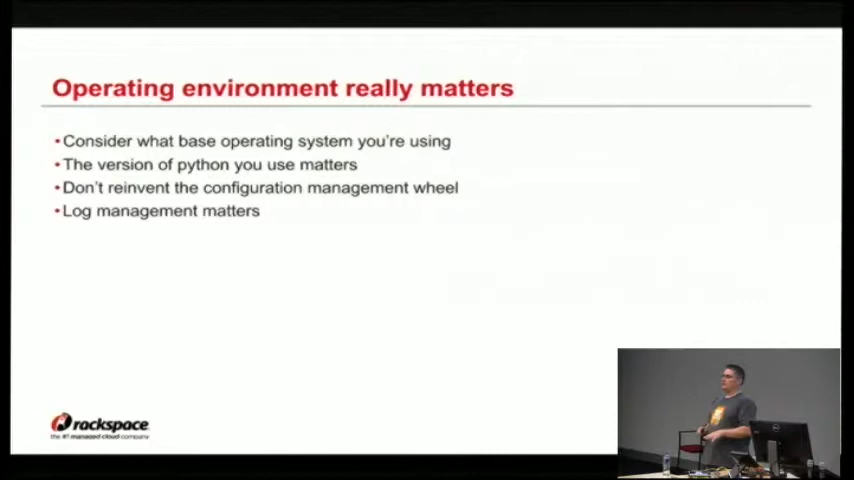 Operating environment really matters
•Consider what base operating system you're using
•The version of python you use matters
•Don't reinvent the configuration management wheel
•Log management matters
rackspace
the #1 managed cloud company